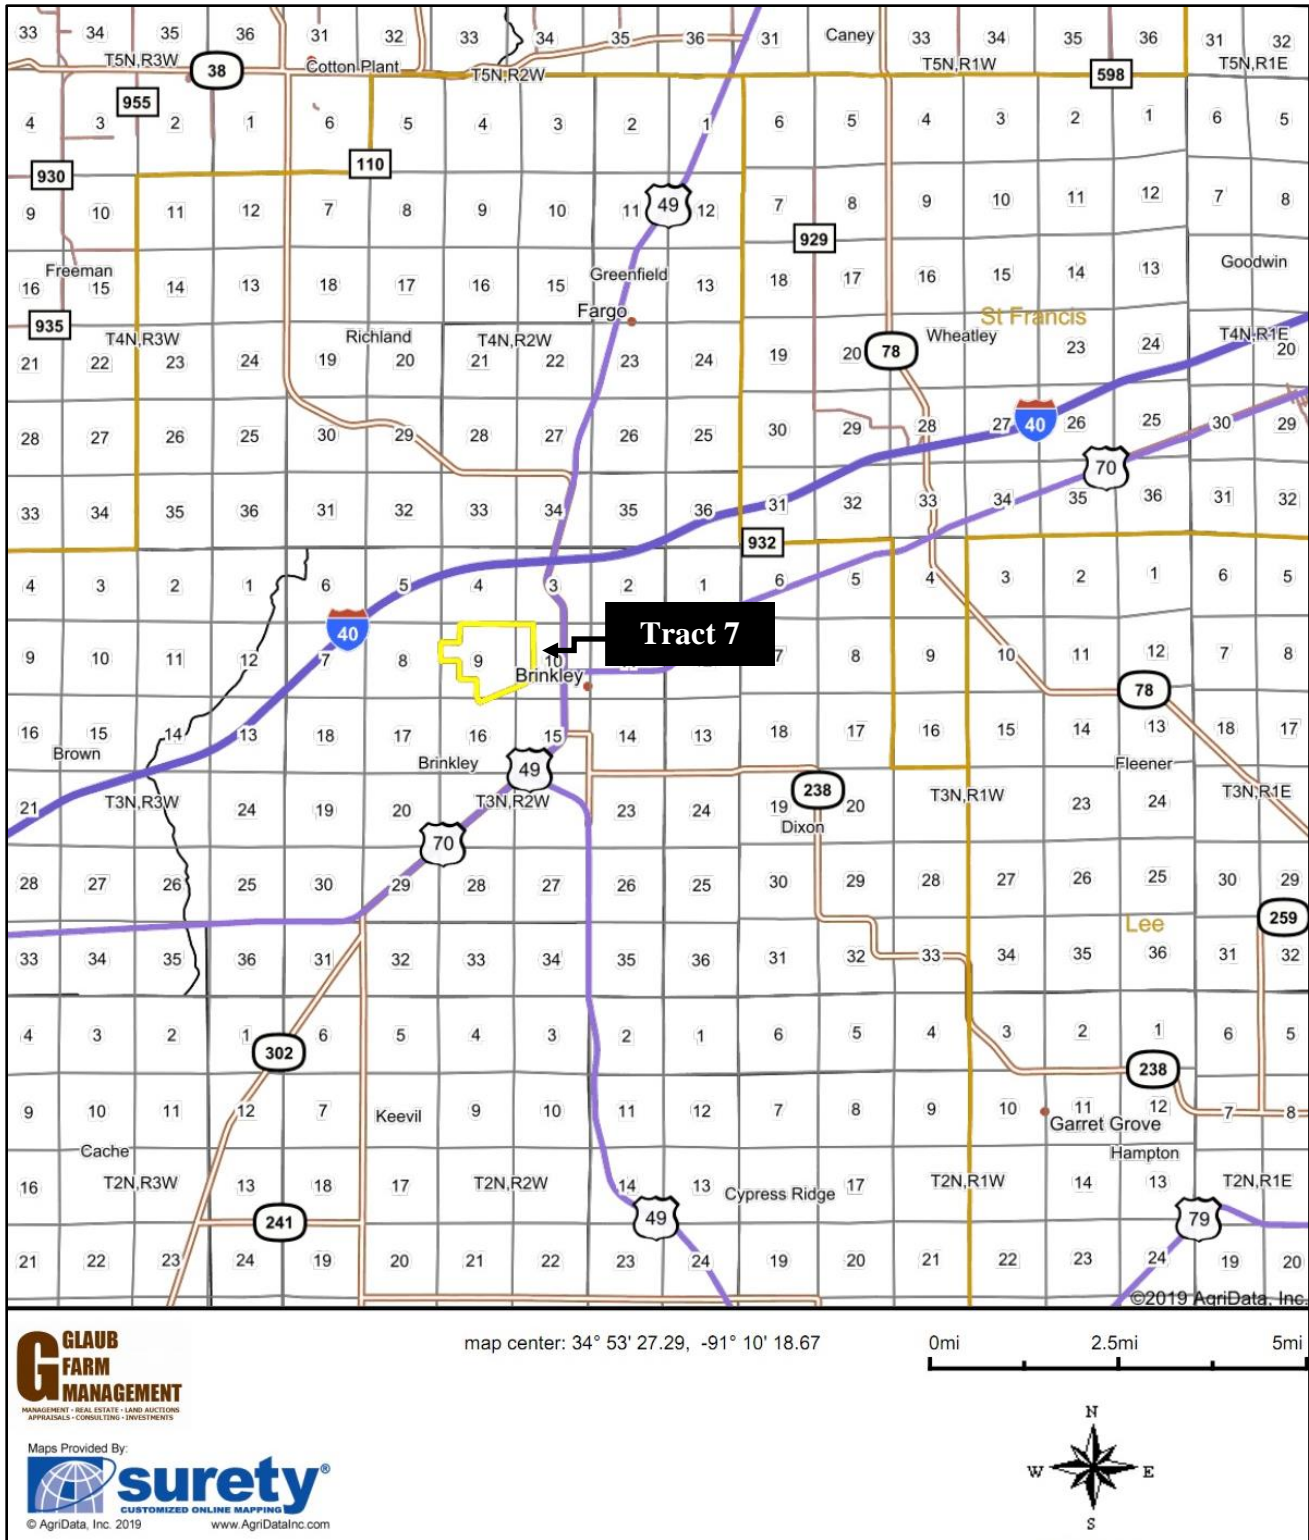 33 34 35 36 31 32 33 34 35 36 31 Caney 33 34 35 36 31 32
T5N,R3W 38 Cotton Plant T5N,R2W T5N,R1W 598 T5N,R1E
955
4 3 2 1 6 5 4 3 2 1 6 5 4 3 2 1 6 5
930 110
9 10 11 12 7 8 9 10 11 49 12 7 8 9 10 11 12 7 8
929
Freeman Greenfield Goodwin
16 15 14 13 18 17 16 15 13 18 17 16 15 14 13
935 Fargo St Francis
T4N,R3W Richland T4N,R2W Wheatley T4N,R1E
21 22 23 24 19 20 21 22 23 24 19 20 78 23 24 20
28 27 26 25 30 29 28 27 26 25 30 29 28 27 40 26 25 30 29
70
33 34 35 36 31 32 33 34 35 36 31 32 33 34 35 36 31 32
932
4 3 2 1 6 5 4 3 2 1 6 5 4 3 2 1 6 5
40 Tract 7
9 10 11 12 7 8 9 10 7 8 9 10 11 12 7 8
Brinkley 78
16 15 14 13 18 17 16 15 14 13 18 17 16 15 14 13 18 17
Brown Brinkley 49 Fleener
238
21 T3N,R3W 24 19 20 T3N,R2W 23 24 19 20 T3N,R1W 23 24 T3N,R1E
Dixon
70
28 27 26 25 30 29 28 27 26 25 30 29 28 27 26 25 30 29
Lee 259
33 34 35 36 31 32 33 34 35 36 31 32 33 34 35 36 31 32
4 3 2 1 6 5 4 3 2 1 6 5 4 3 2 1 6 5
302 238
9 10 11 12 7 Keevil 9 10 11 12 7 8 9 10 11 12 7 8
Garret Grove
Cache Hampton
16 T2N,R3W 13 18 17 T2N,R2W 14 13 Cypress Ridge 17 T2N,R1W 14 13 T2N,R1E
241 49 79
21 22 23 24 19 20 21 22 23 24 19 20 21 22 23 24 19 20
©2019 AgriData, Inc.
GLAUB
FARM
MANAGEMENT
MANAGEMENT • REAL ESTATE • LAND AUCTIONS
APPRAISALS • CONSULTING • INVESTMENTS
map center: 34° 53' 27.29, -91° 10' 18.67
0mi 2.5mi 5mi
N
W E
S
Maps Provided By:
surety®
CUSTOMIZED ONLINE MAPPING
© AgriData, Inc. 2019 www.AgriDataInc.com